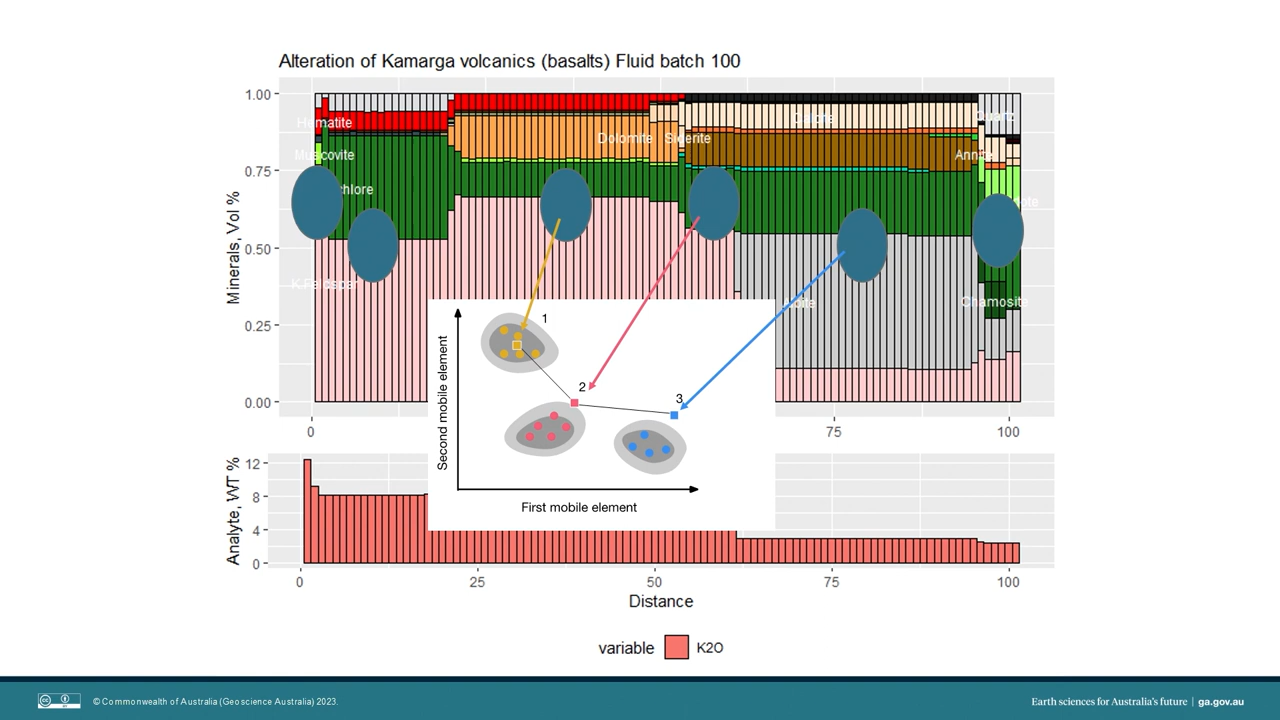 Alteration of Kamarga volcanics (basalts) Fluid batch 100
Minerals, Vol %
1.00
0.75
0.50
0.25
0.00
Hematite
Muscovite
chlore
K Feldspar
Dolomite
Siderite
Calcite
Quartz
Annite
ote
Chamosite
0
75
100
1
2
3
Second mobile element
First mobile element
Analyte, WT %
12
8
4
0
0
25
50
75
100
Distance
variable
K2O
© Commonwealth of Australia (Geoscience Australia) 2023.
Earth sciences for Australia's future | ga.gov.au